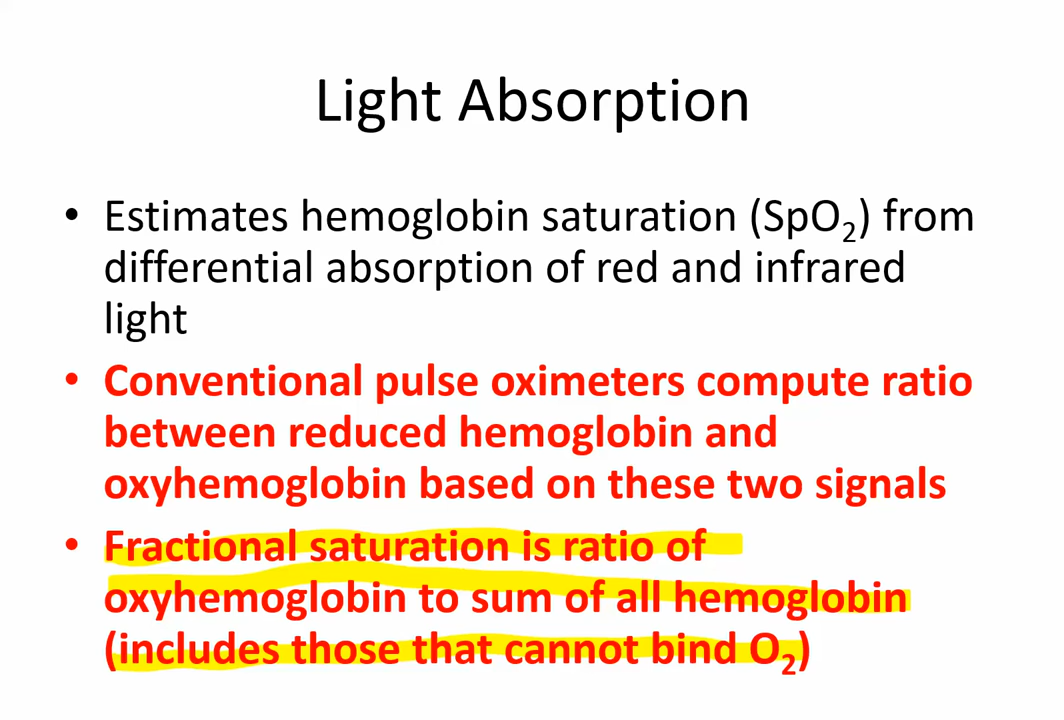 Light Absorption
• Estimates hemoglobin saturation (SpO₂) from
differential absorption of red and infrared
light
• Conventional pulse oximeters compute ratio
between reduced hemoglobin and
oxyhemoglobin based on these two signals
• Fractional saturation is ratio of
oxyhemoglobin to sum of all hemoglobin
(includes those that cannot bind O₂)